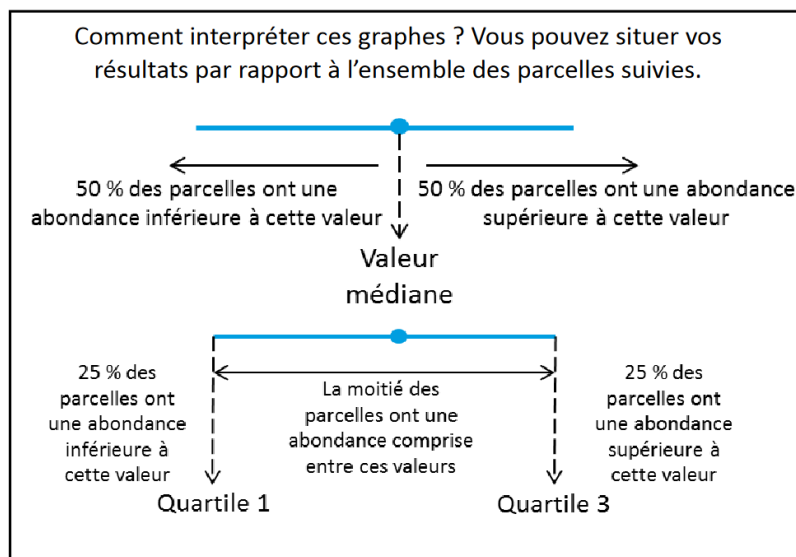 Comment interpréter ces graphes ? Vous pouvez situer vos
résultats par rapport à l'ensemble des parcelles suivies.
50 % des parcelles ont une
abondance inférieure à cette valeur
50 % des parcelles ont une abondance
supérieure à cette valeur
Valeur
médiane
25 % des
parcelles ont
une abondance
inférieure à
cette valeur
La moitié des
parcelles ont une
abondance comprise
entre ces valeurs
25 % des
parcelles ont
une abondance
supérieure à
cette valeur
Quartile 1
Quartile 3